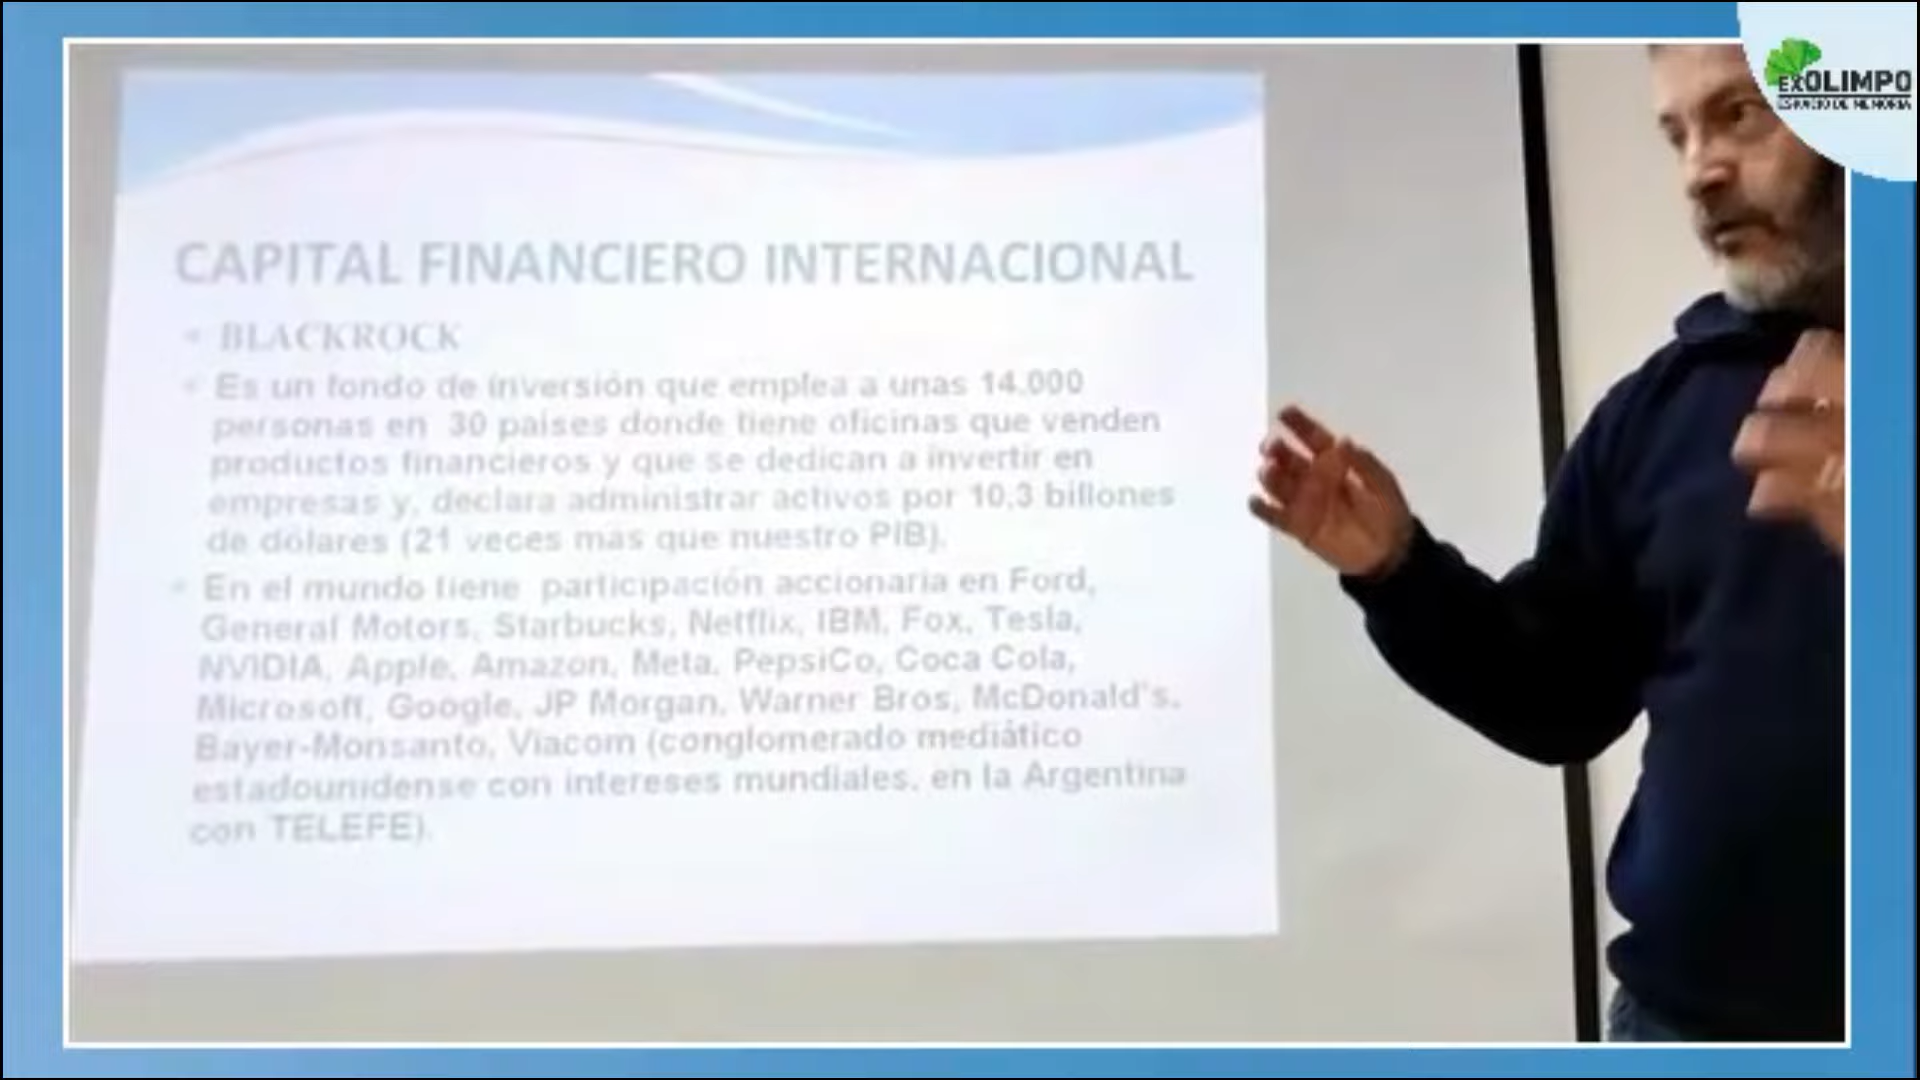 CAPITAL FINANCIERO INTERNACIONAL
BLACKROCK
Es un fondo de inversión que emplea a unas 14.000
personas en 30 paises donde tiene oficinas que venden
productos financieros y que se dedican a invertir en
empresas y, declara administrar activos por 10,3 billones
de dólares (21 veces más que nuestro PIB).
En el mundo tiene participación accionaria en Ford,
General Motors, Starbucks, Netflix, IBM, Fox, Tesla,
NVIDIA, Apple, Amazon, Meta, PepsiCo, Coca Cola,
Microsoft, Google, JP Morgan, Warner Bros, McDonald's,
Bayer-Monsanto, Viacom (conglomerado mediático
estadounidense con intereses mundiales, en la Argentina
con TELEFE).
EXOLIMPO
ESPACIO DE MEMORIA